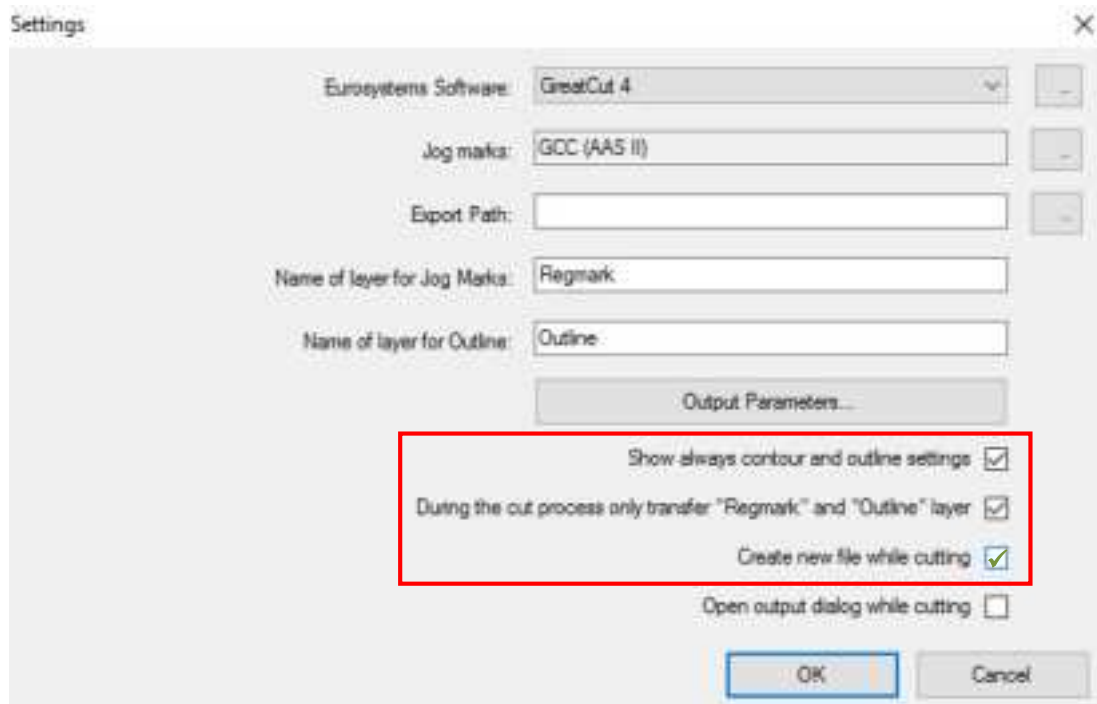 Settings
Eurosystems Software: GreatCut 4 ...
Jog marks: GCC (AAS II) ...
Export Path: ...
Name of layer for Jog Marks: Regmark
Name of layer for Outline: Outline
Output Parameters...
Show always contour and outline settings
During the cut process only transfer "Regmark" and "Outline" layer
Create new file while cutting
Open output dialog while cutting
OK Cancel